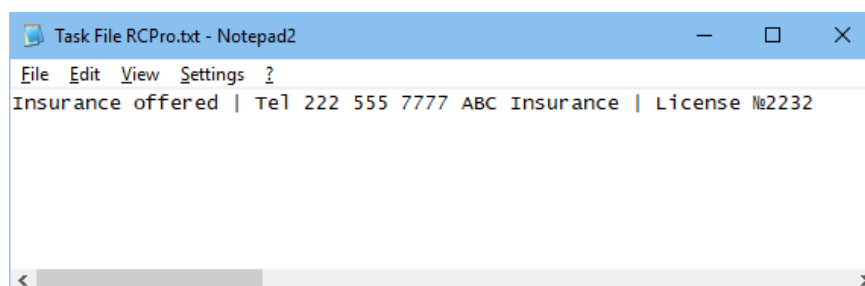 Task File RCPro.txt - Notepad2
File Edit View Settings ?
Insurance offered | Tel 222 555 7777 ABC Insurance | License №2232